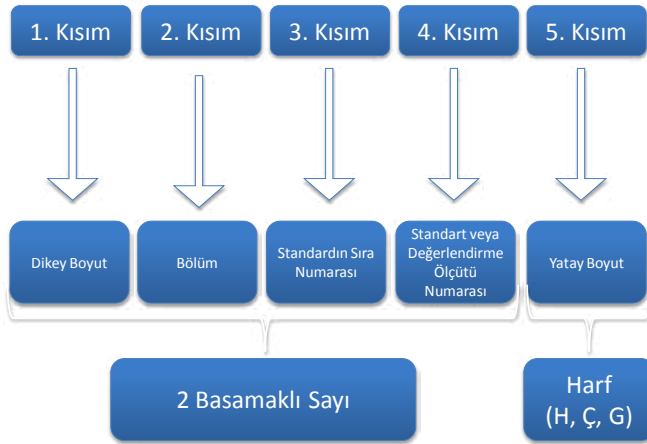 1. Kısım
2. Kısım
3. Kısım
4. Kısım
5. Kısım
Dikey Boyut
Bölüm
Standardın Sıra
Numarası
Standart veya
Değerlendirme
Ölçütü
Numarası
Yatay Boyut
2 Basamaklı Sayı
Harf
(H, Ç, G)